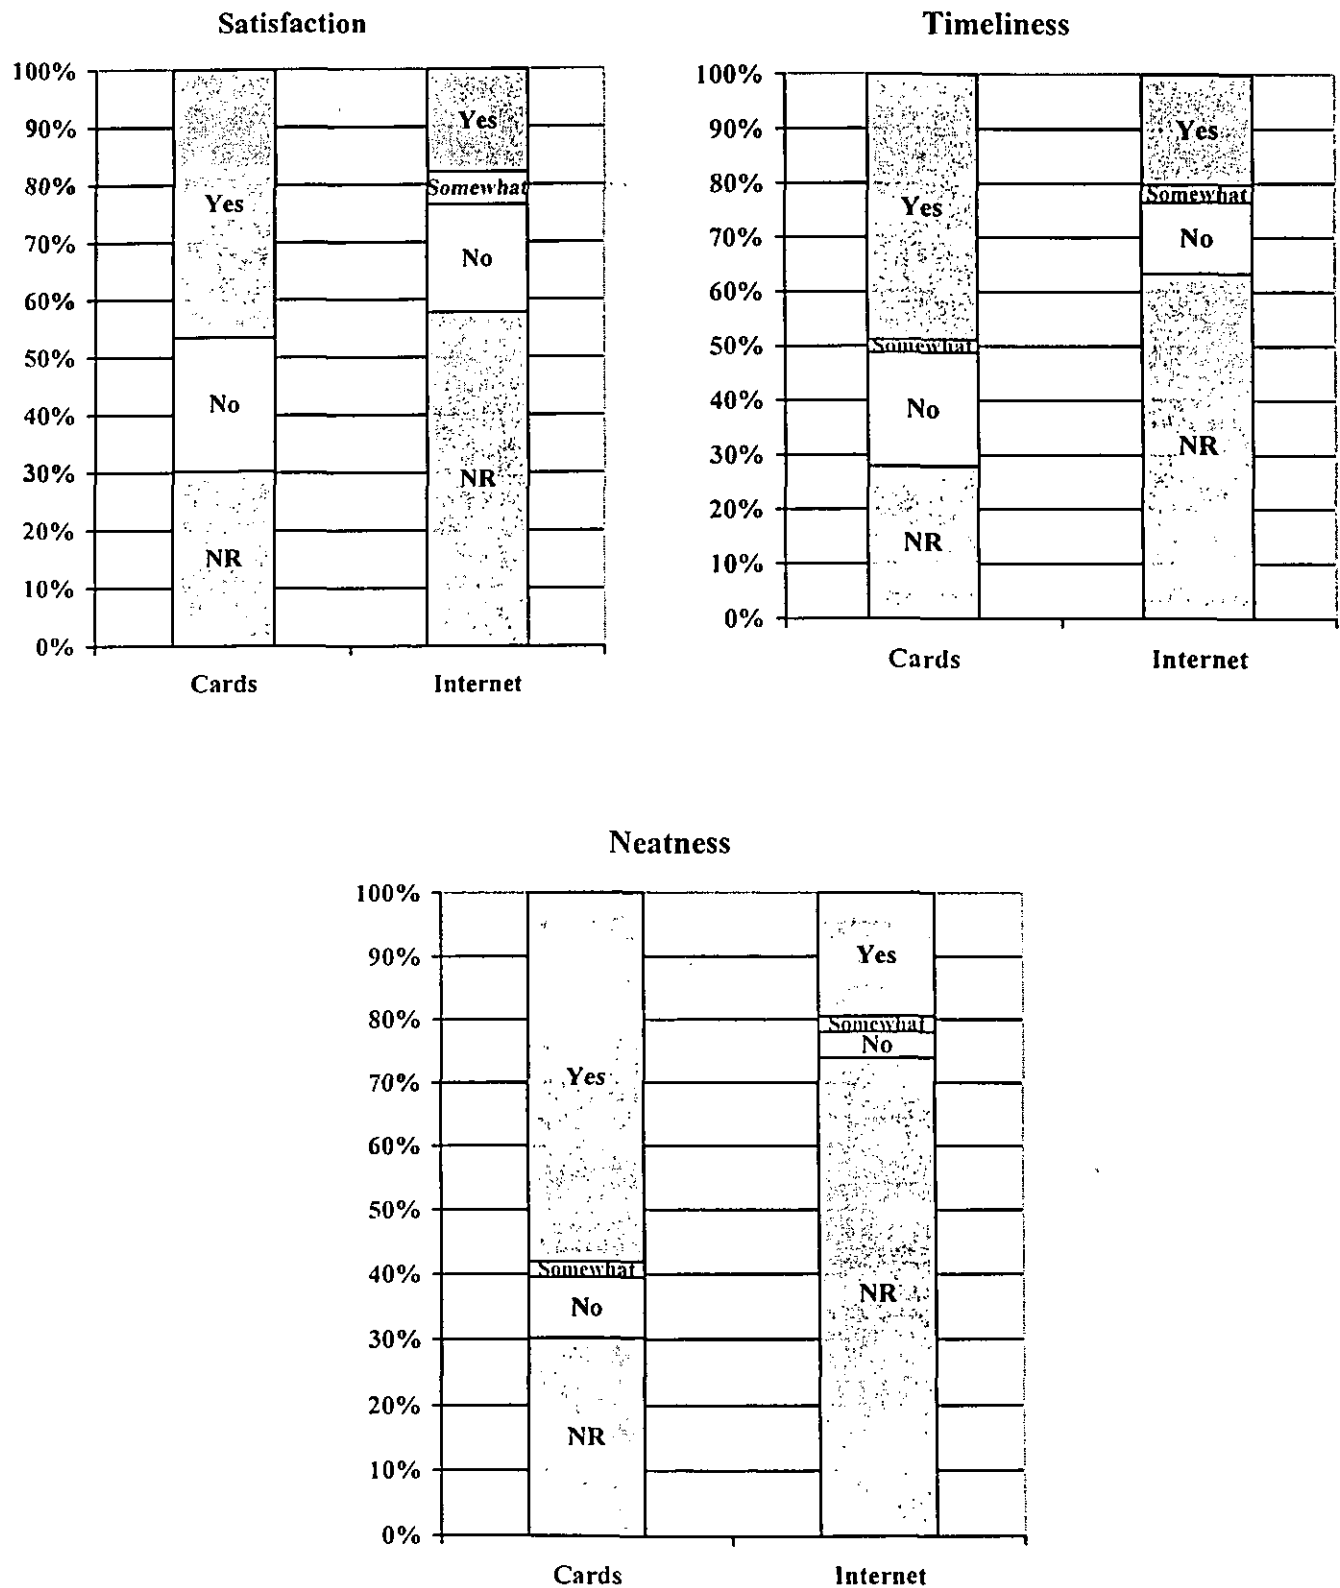 Satisfaction
100%
90%
80%
70%
60%
50%
40%
30%
20%
10%
0%
Yes
No
NR
Yes
Somewhat
No
NR
Cards
Internet
Timeliness
100%
90%
80%
70%
60%
50%
40%
30%
20%
10%
0%
Yes
Somewhat
No
NR
Yes
Somewhat
No
NR
Cards
Internet
Neatness
100%
90%
80%
70%
60%
50%
40%
30%
20%
10%
0%
Yes
Somewhat
No
NR
Yes
Somewhat
No
NR
Cards
Internet